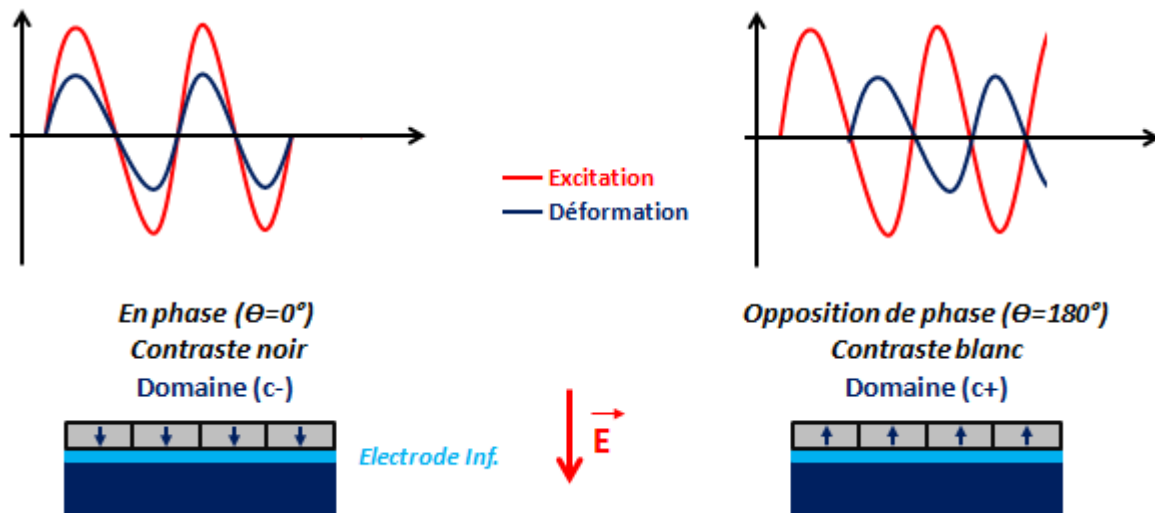 Excitation
Déformation
En phase (Θ=0°)
Contraste noir
Domaine (c-)
Opposition de phase (Θ=180°)
Contraste blanc
Domaine (c+)
Electrode Inf.
E